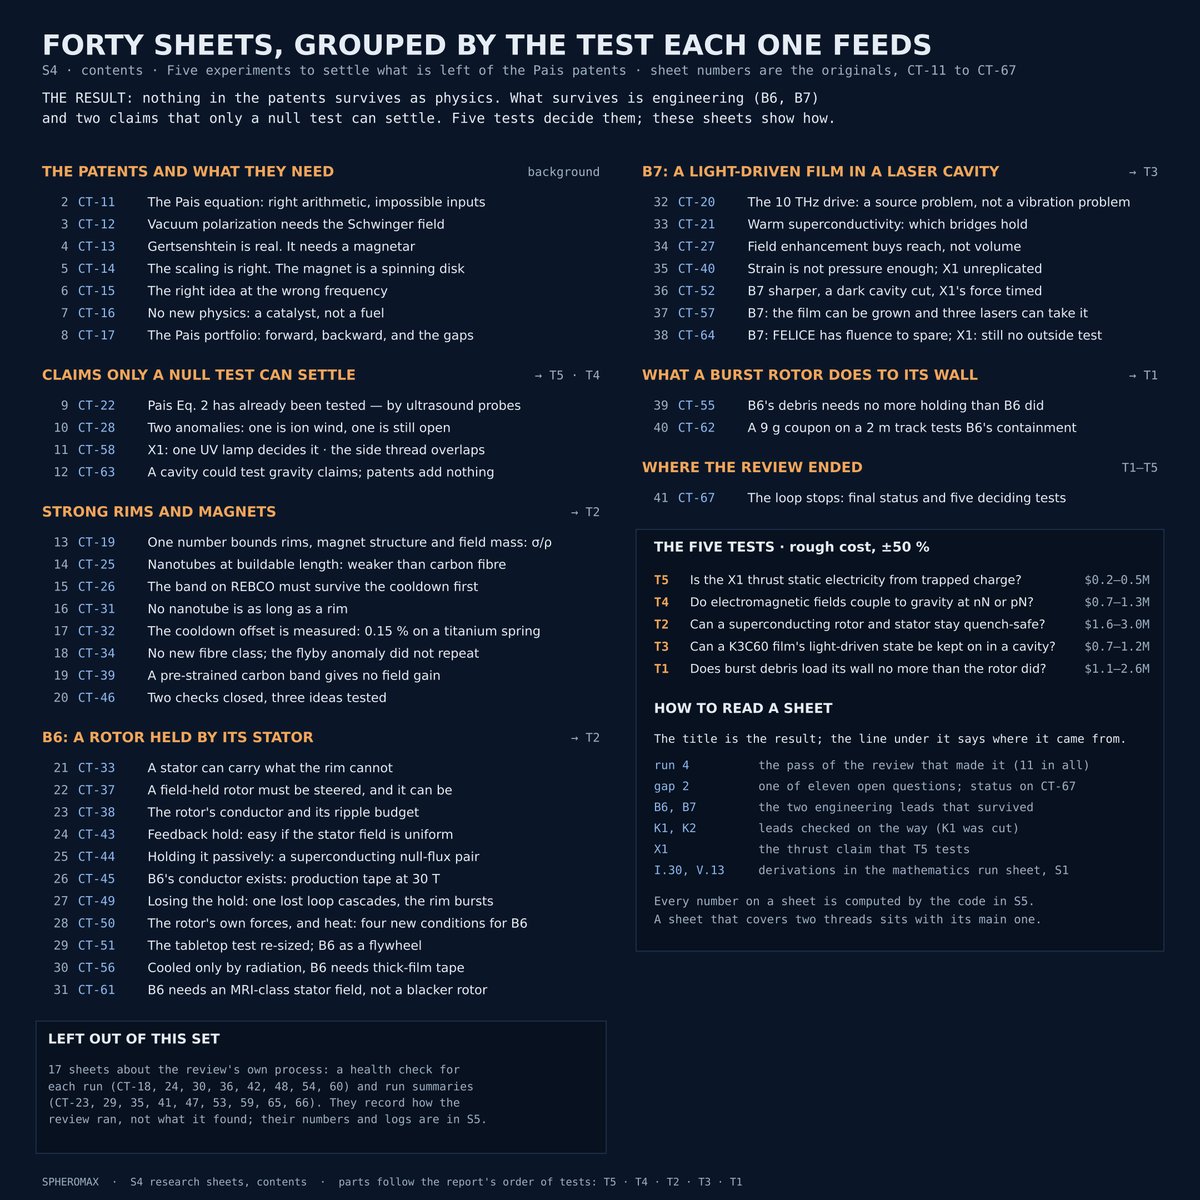 FORTY SHEETS, GROUPED BY THE TEST EACH ONE FEEDS
S4 · contents · Five experiments to settle what is left of the Pais patents · sheet numbers are the originals, CT-11 to CT-67
THE RESULT: nothing in the patents survives as physics. What survives is engineering (B6, B7)
and two claims that only a null test can settle. Five tests decide them; these sheets show how.
THE PATENTS AND WHAT THEY NEED background
2 CT-11 The Pais equation: right arithmetic, impossible inputs
3 CT-12 Vacuum polarization needs the Schwinger field
4 CT-13 Gertsenshtein is real. It needs a magnetar
5 CT-14 The scaling is right. The magnet is a spinning disk
6 CT-15 The right idea at the wrong frequency
7 CT-16 No new physics: a catalyst, not a fuel
8 CT-17 The Pais portfolio: forward, backward, and the gaps
CLAIMS ONLY A NULL TEST CAN SETTLE → T5 · T4
9 CT-22 Pais Eq. 2 has already been tested — by ultrasound probes
10 CT-28 Two anomalies: one is ion wind, one is still open
11 CT-58 X1: one UV lamp decides it · the side thread overlaps
12 CT-63 A cavity could test gravity claims; patents add nothing
STRONG RIMS AND MAGNETS → T2
13 CT-19 One number bounds rims, magnet structure and field mass: σ/ρ
14 CT-25 Nanotubes at buildable length: weaker than carbon fibre
15 CT-26 The band on REBCO must survive the cooldown first
16 CT-31 No nanotube is as long as a rim
17 CT-32 The cooldown offset is measured: 0.15 % on a titanium spring
18 CT-34 No new fibre class; the flyby anomaly did not repeat
19 CT-39 A pre-strained carbon band gives no field gain
20 CT-46 Two checks closed, three ideas tested
B6: A ROTOR HELD BY ITS STATOR → T2
21 CT-33 A stator can carry what the rim cannot
22 CT-37 A field-held rotor must be steered, and it can be
23 CT-38 The rotor's conductor and its ripple budget
24 CT-43 Feedback hold: easy if the stator field is uniform
25 CT-44 Holding it passively: a superconducting null-flux pair
26 CT-45 B6's conductor exists: production tape at 30 T
27 CT-49 Losing the hold: one lost loop cascades, the rim bursts
28 CT-50 The rotor's own forces, and heat: four new conditions for B6
29 CT-51 The tabletop test re-sized; B6 as a flywheel
30 CT-56 Cooled only by radiation, B6 needs thick-film tape
31 CT-61 B6 needs an MRI-class stator field, not a blacker rotor
LEFT OUT OF THIS SET
17 sheets about the review's own process: a health check for
each run (CT-18, 24, 30, 36, 42, 48, 54, 60) and run summaries
(CT-23, 29, 35, 41, 47, 53, 59, 65, 66). They record how the
review ran, not what it found; their numbers and logs are in S5.
B7: A LIGHT-DRIVEN FILM IN A LASER CAVITY → T3
32 CT-20 The 10 THz drive: a source problem, not a vibration problem
33 CT-21 Warm superconductivity: which bridges hold
34 CT-27 Field enhancement buys reach, not volume
35 CT-40 Strain is not pressure enough; X1 unreplicated
36 CT-52 B7 sharper, a dark cavity cut, X1's force timed
37 CT-57 B7: the film can be grown and three lasers can take it
38 CT-64 B7: FELICE has fluence to spare; X1: still no outside test
WHAT A BURST ROTOR DOES TO ITS WALL → T1
39 CT-55 B6's debris needs no more holding than B6 did
40 CT-62 A 9 g coupon on a 2 m track tests B6's containment
WHERE THE REVIEW ENDED T1–T5
41 CT-67 The loop stops: final status and five deciding tests
THE FIVE TESTS · rough cost, ±50 %
T5 Is the X1 thrust static electricity from trapped charge? $0.2–0.5M
T4 Do electromagnetic fields couple to gravity at nN or pN? $0.7–1.3M
T2 Can a superconducting rotor and stator stay quench-safe? $1.6–3.0M
T3 Can a K3C60 film's light-driven state be kept on in a cavity? $0.7–1.2M
T1 Does burst debris load its wall no more than the rotor did? $1.1–2.6M
HOW TO READ A SHEET
The title is the result; the line under it says where it came from.
run 4 the pass of the review that made it (11 in all)
gap 2 one of eleven open questions; status on CT-67
B6, B7 the two engineering leads that survived
K1, K2 leads checked on the way (K1 was cut)
X1 the thrust claim that T5 tests
I.30, V.13 derivations in the mathematics run sheet, S1
Every number on a sheet is computed by the code in S5.
A sheet that covers two threads sits with its main one.
SPHEROMAX · S4 research sheets, contents · parts follow the report's order of tests: T5 · T4 · T2 · T3 · T1